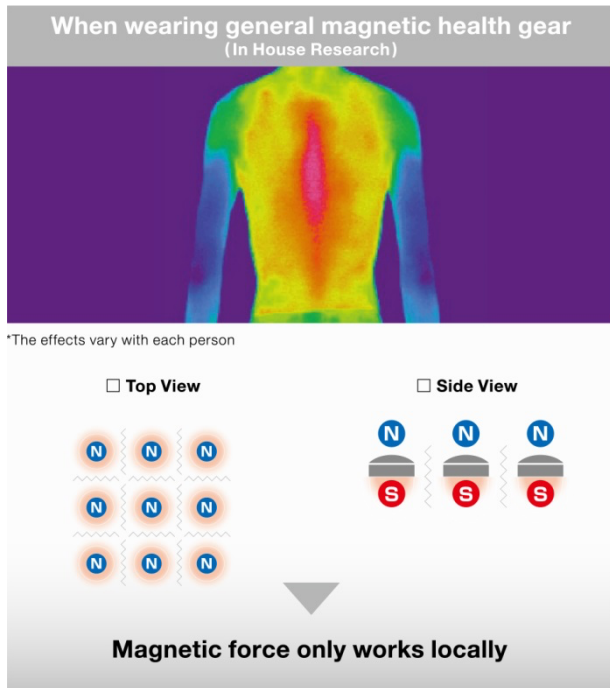 When wearing general magnetic health gear
(In House Research)
*The effects vary with each person
☐ Top View
☐ Side View
N N N
N N N
N N N
N N N
S S S
Magnetic force only works locally